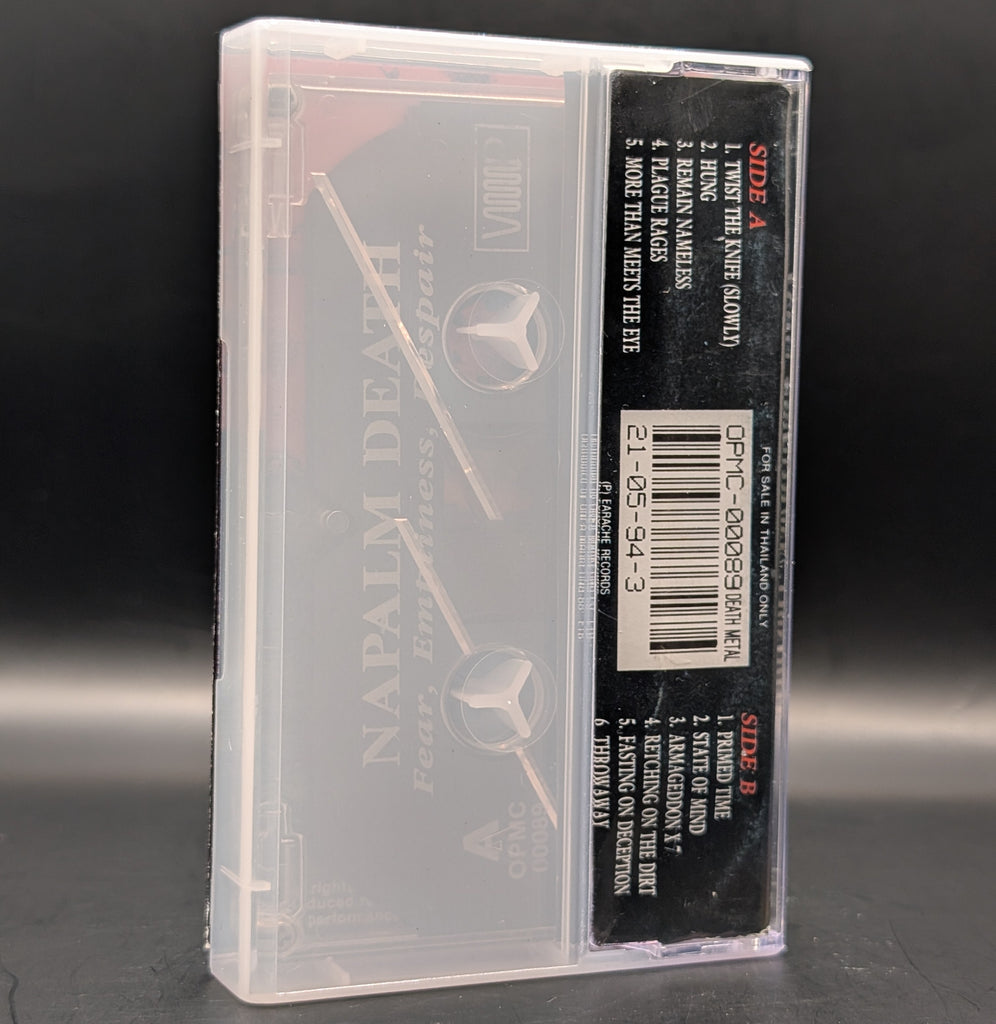 SIDE A
1. TWIST THE KNIFE (SLOWLY)
2. HUNG
3. REMAIN NAMELESS
4. PLAGUE RAGES
5. MORE THAN MEETS THE EYE
FOR SALE IN THAILAND ONLY
OPMC-00089 DEATH METAL
21-05-94-3
(P) EARACHE RECORDS
SIDE B
1. PRIMED TIME
2. STATE OF MIND
3. ARMAGEDDON X 7
4. RETCHING ON THE DIRT
5. FASTING ON DECEPTION
6 THROWAWAY
NAPALM DEATH
Fear, Emptiness, Despair
A
OPMC
00089